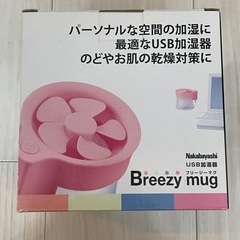 パーソナルな空間の加湿に
最適なUSB加湿器
のどやお肌の乾燥対策に
Nakabayashi
USB加湿器
Breezy mug
ブリージーマグ